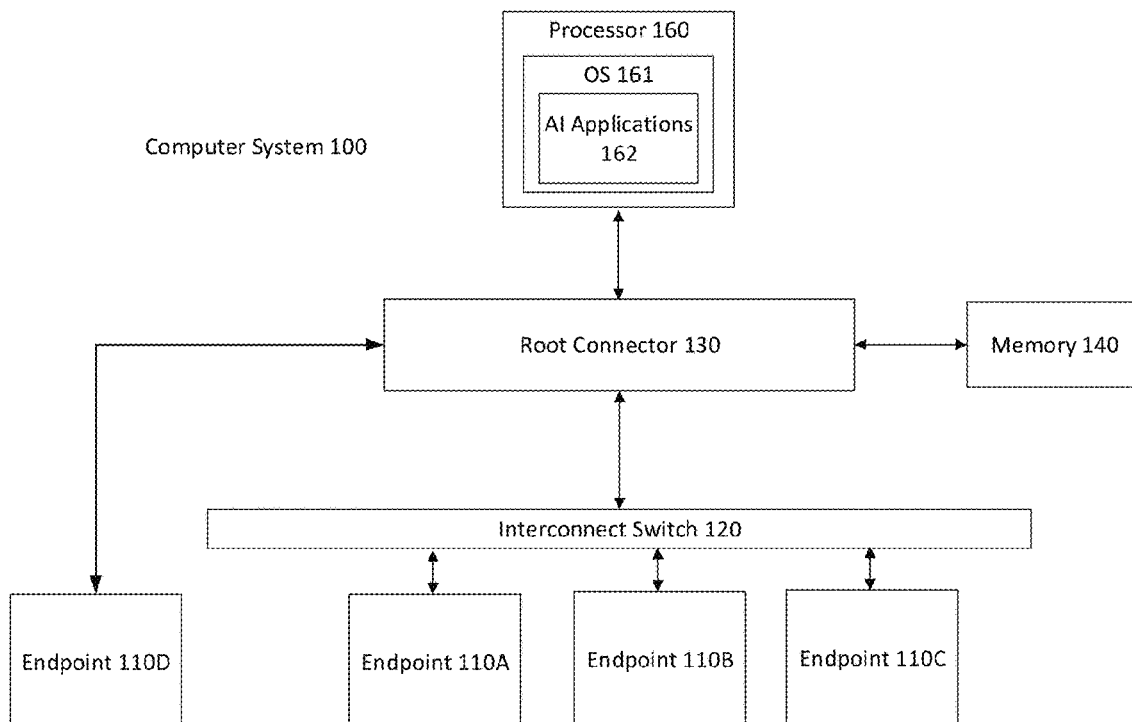 Processor 160
OS 161
AI Applications
162
Computer System 100
Root Connector 130
Memory 140
Interconnect Switch 120
Endpoint 110D
Endpoint 110A
Endpoint 110B
Endpoint 110C